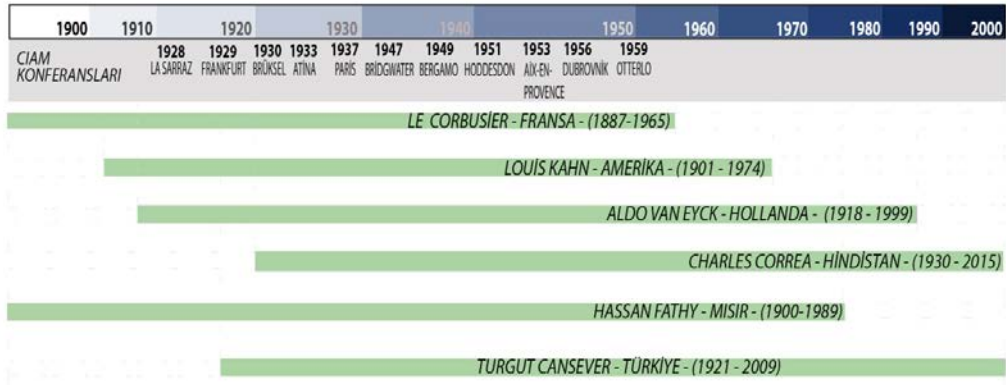 1900 1910 1920 1930 1940 1950 1960 1970 1980 1990 2000
CIAM
KONFERANSLARI
1928 1929 1930 1933 1937 1947 1949 1951 1953 1956 1959
LA SARRAZ FRANKFURT BRÜKSEL ATİNA PARİS BRİDGWATER BERGAMO HODDESDON AİX-EN- DUBROVNİK OTTERLO
PROVENCE
LE CORBUSİER - FRANSA - (1887-1965)
LOUİS KAHN - AMERİKA - (1901 - 1974)
ALDO VAN EYCK - HOLLANDA - (1918 - 1999)
CHARLES CORREA - HİNDİSTAN - (1930 - 2015)
HASSAN FATHY - MISIR - (1900-1989)
TURGUT CANSEVER - TÜRKİYE - (1921 - 2009)